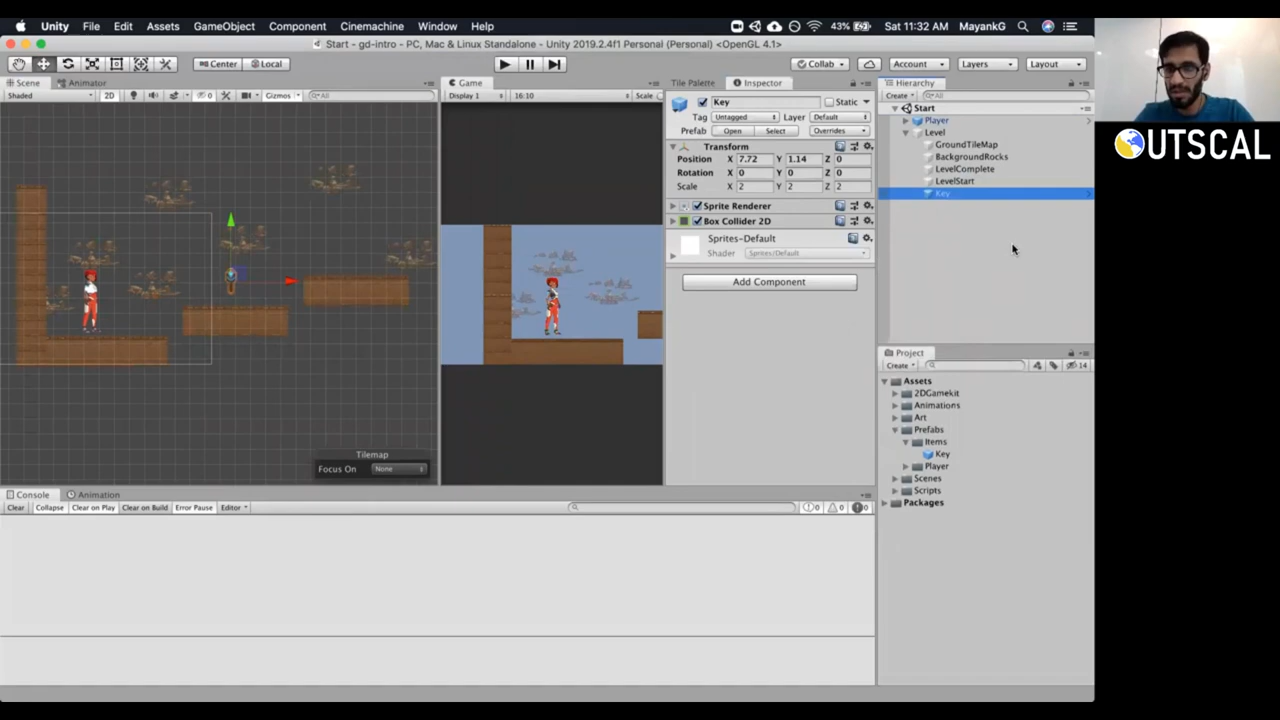 Unity File Edit Assets GameObject Component Cinemachine Window Help 43% Sat 11:32 AM MayankG
Start - gd-intro - PC, Mac & Linux Standalone - Unity 2019.2.4f1 Personal (Personal) <OpenGL 4.1>
Center Local Collab Account Layers Layout
Scene Animator Game Tile Palette Inspector Hierarchy
Shaded 2D Gizmos All Display 1 16:10 Scale Key Static Create All
Tag Untagged Layer Default
Prefab Open Select Overrides
Transform
Position X 7.72 Y 1.14 Z 0
Rotation X 0 Y 0 Z 0
Scale X 2 Y 2 Z 2
Sprite Renderer
Box Collider 2D
Sprites-Default
Shader Sprites/Default
Add Component
Start
Player
Level
GroundTileMap
BackgroundRocks
LevelComplete
LevelStart
Key
Project
Create 14
Assets
2DGamekit
Animations
Art
Prefabs
Items
Key
Player
Scenes
Scripts
Packages
Tilemap
Focus On None
Console Animation
Clear Collapse Clear on Play Clear on Build Error Pause Editor 0 0 0
OUTSCAL